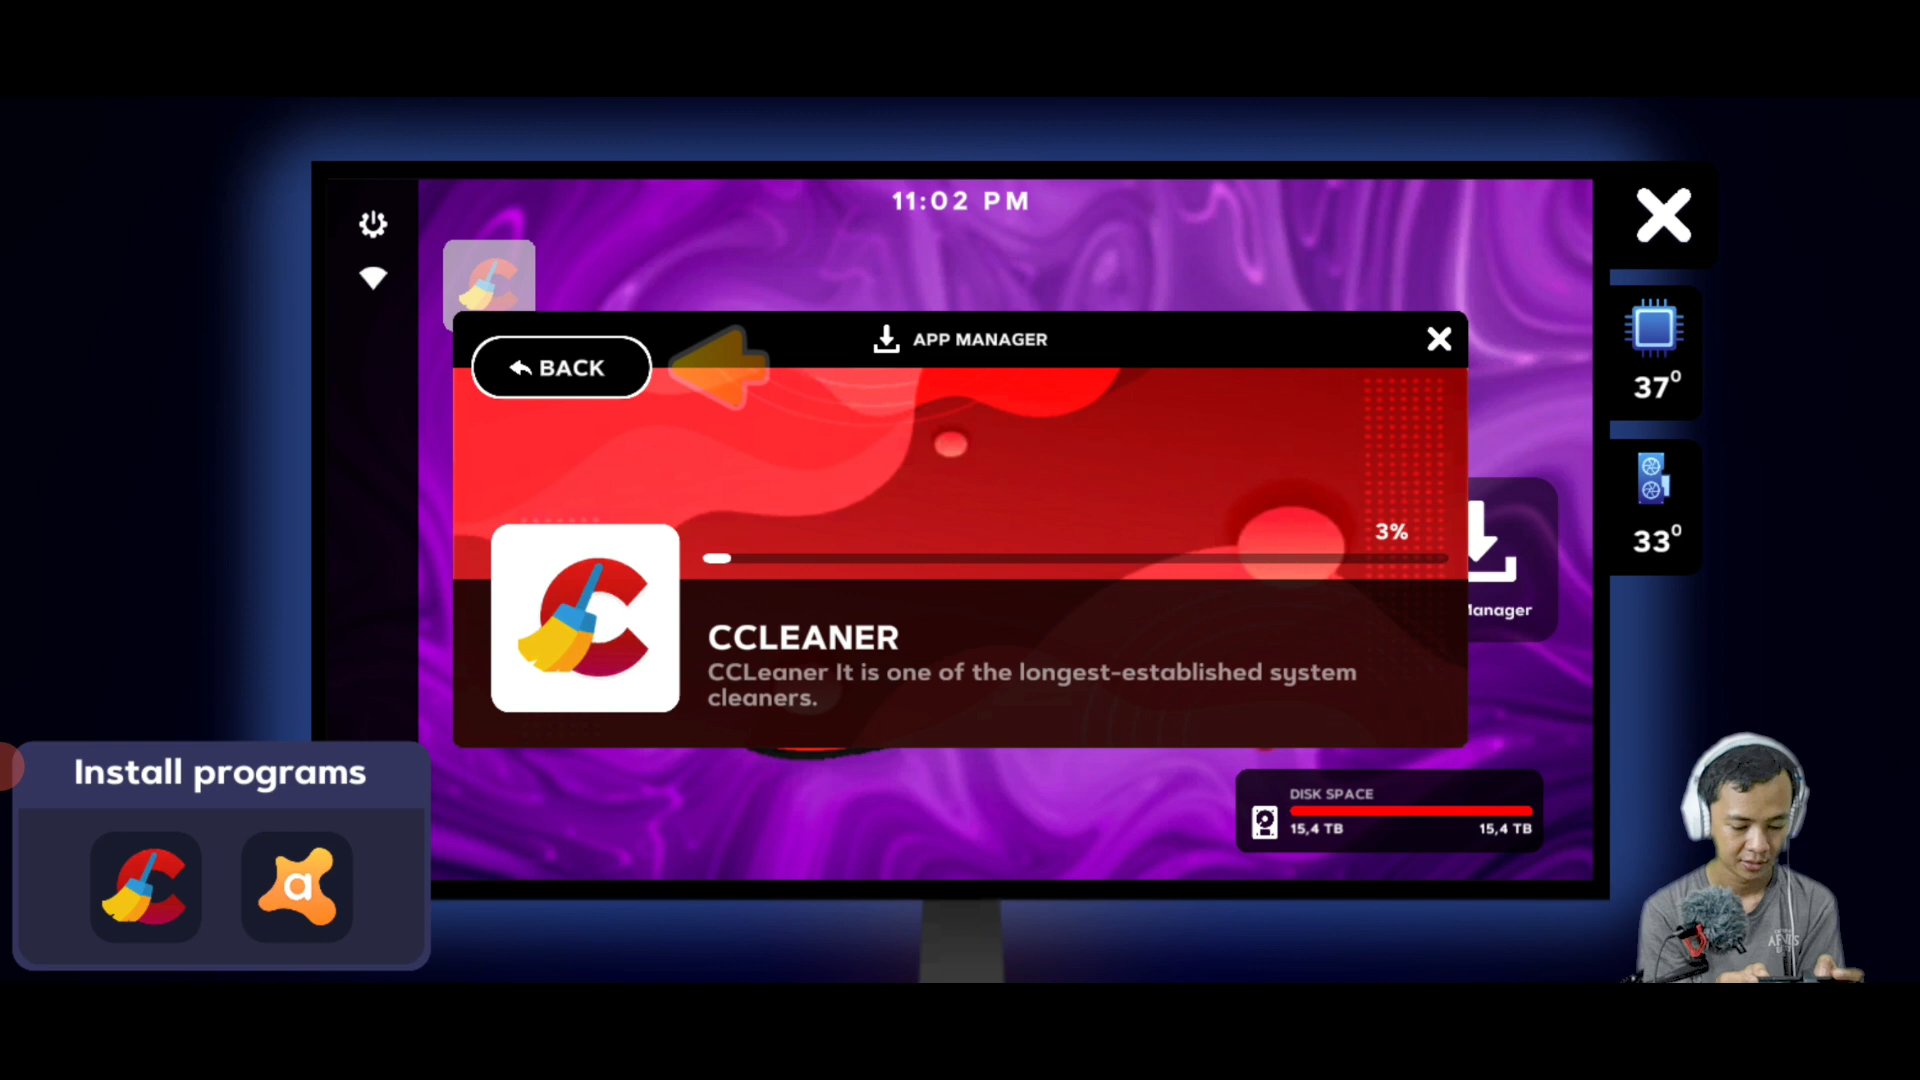 11:02 PM
BACK
APP MANAGER
37°
3%
33°
Manager
CCLEANER
CCLeaner It is one of the longest-established system
cleaners.
Install programs
a
DISK SPACE
15,4 TB
15,4 TB